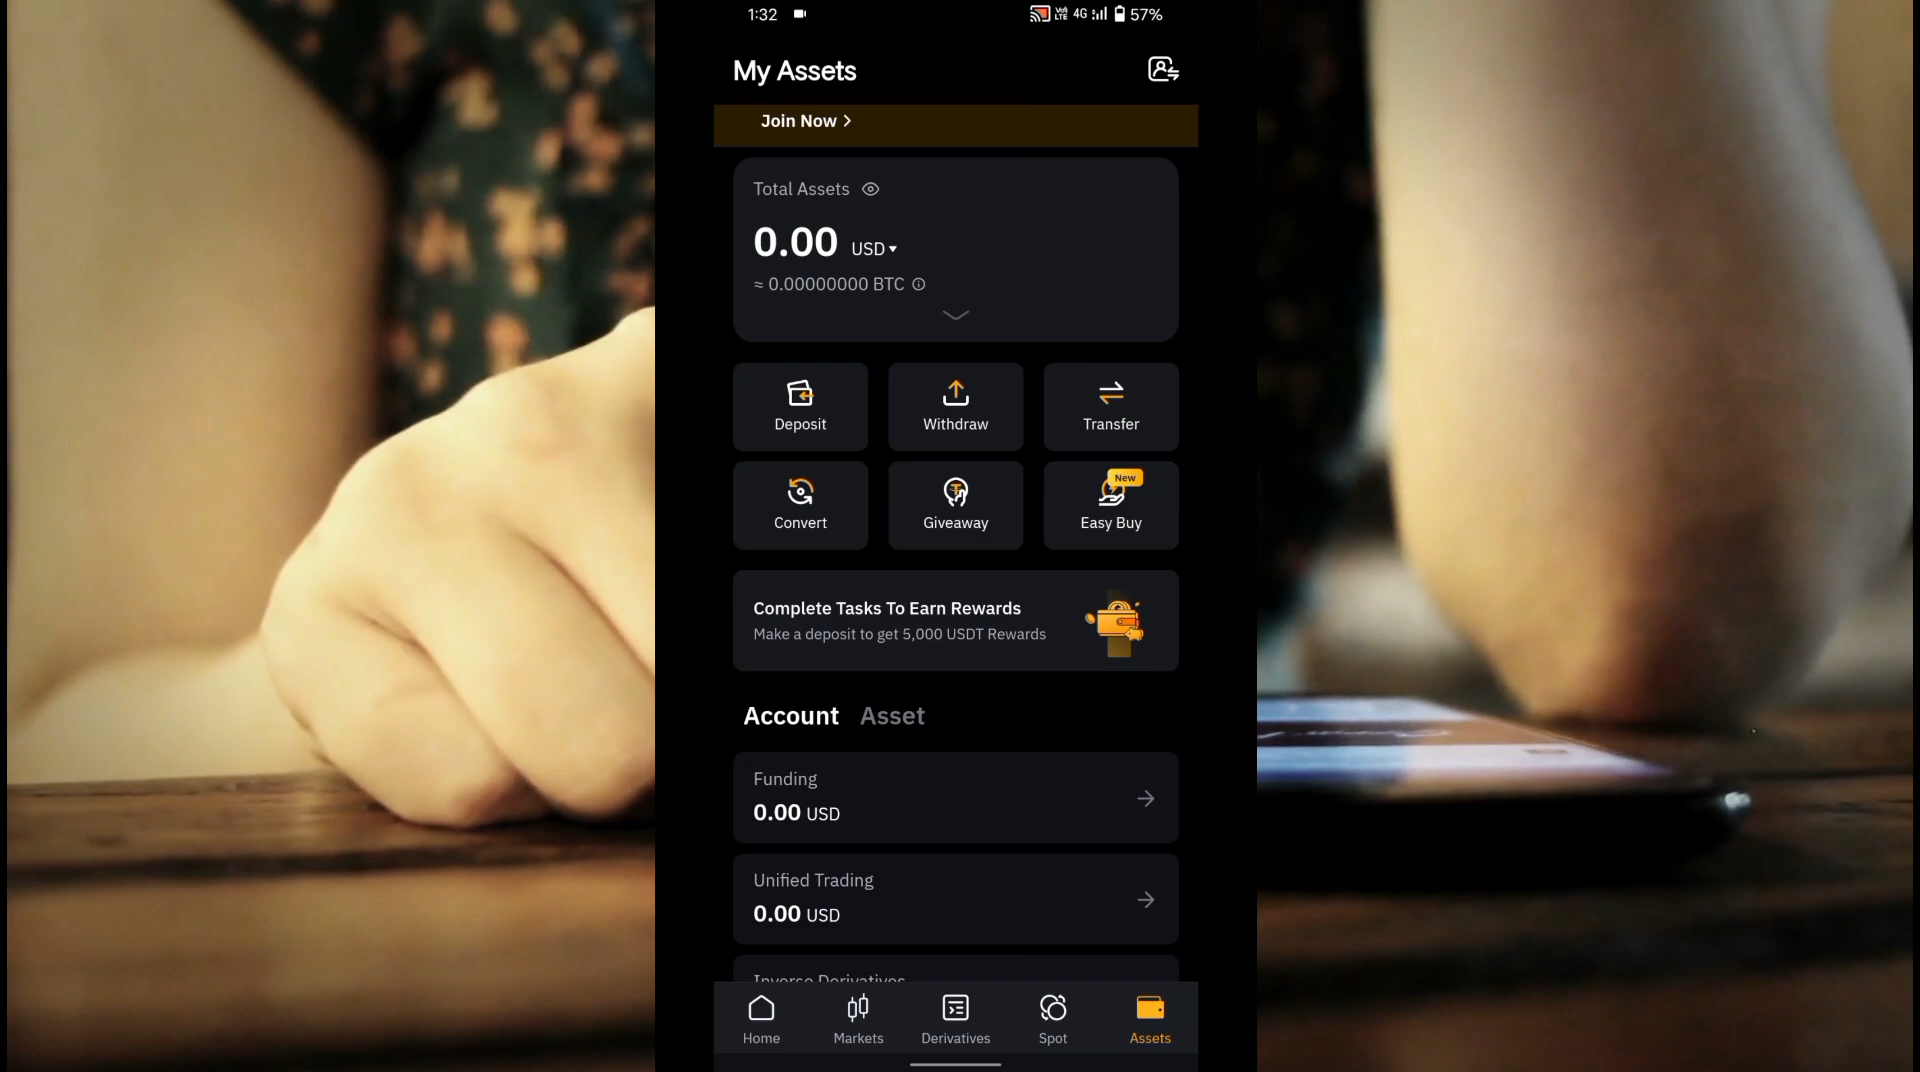 1:32
4G 57%
My Assets
Join Now >
Total Assets
0.00 USD
≈ 0.00000000 BTC
Deposit
Withdraw
Transfer
Convert
Giveaway
New
Easy Buy
Complete Tasks To Earn Rewards
Make a deposit to get 5,000 USDT Rewards
Account Asset
Funding
0.00 USD
Unified Trading
0.00 USD
Inverse Derivatives
Home
Markets
Derivatives
Spot
Assets